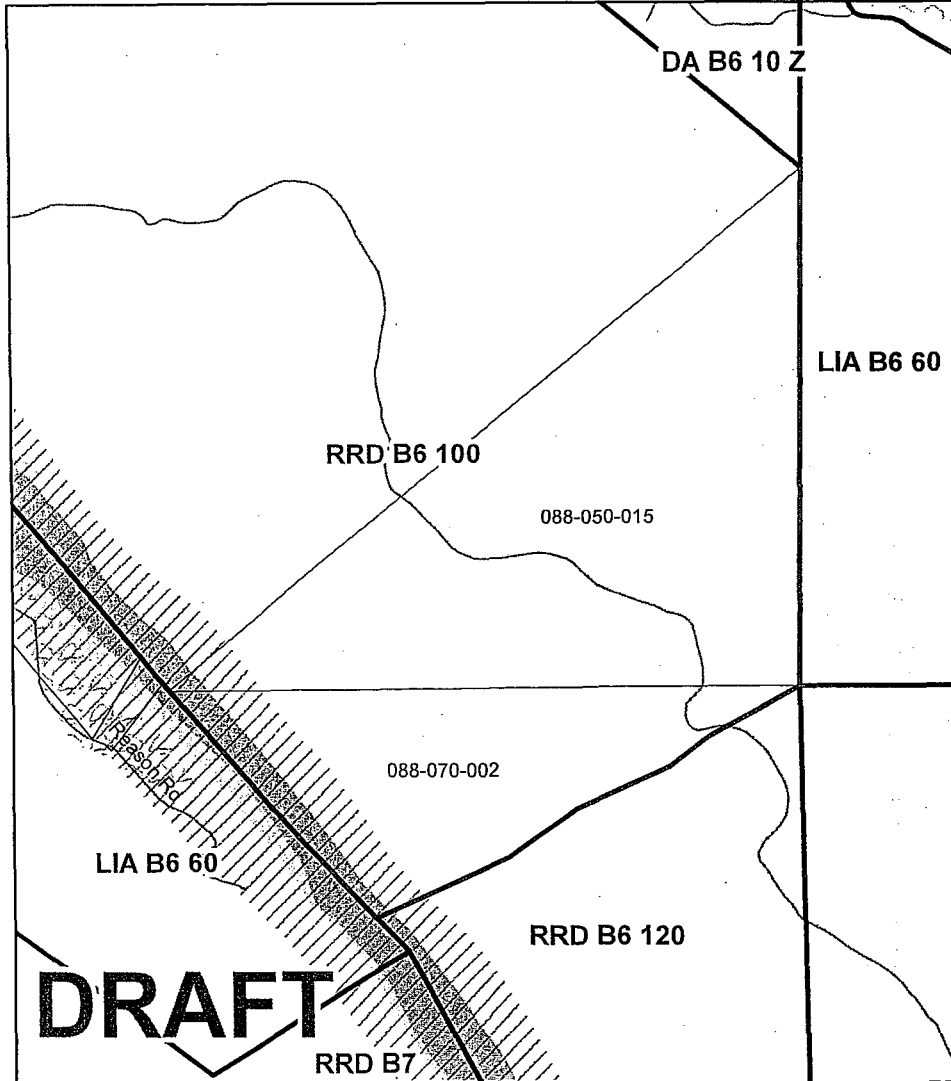 DA B6 10 Z
LIA B6 60
RRD B6 100
088-050-015
Reason Rd
088-070-002
LIA B6 60
RRD B6 120
DRAFT
RRD B7